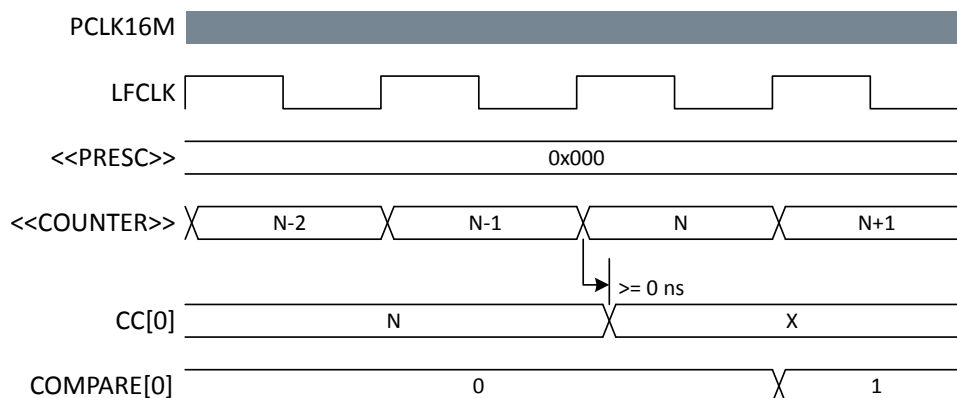 PCLK16M
LFCLK
<<PRESC>> 0x000
<<COUNTER>> N-2 N-1 N N+1
>= 0 ns
CC[0] N X
COMPARE[0] 0 1